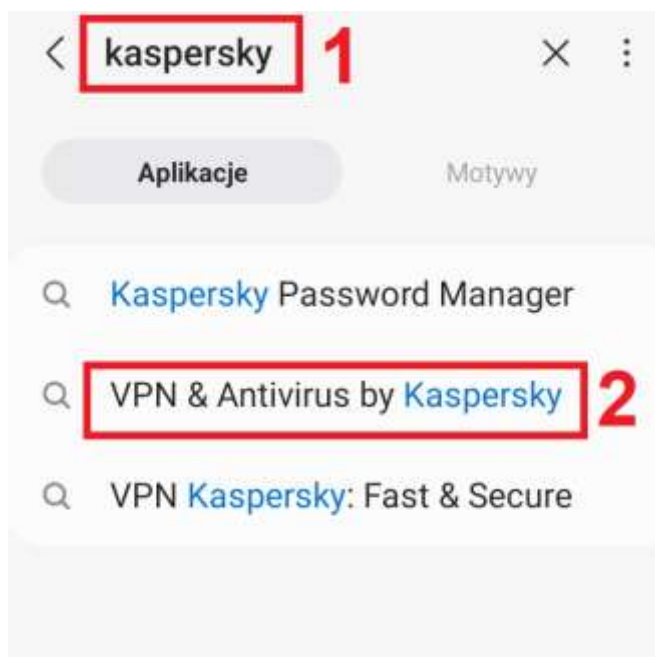 kaspersky 1
Aplikacje Motywy
Kaspersky Password Manager
VPN & Antivirus by Kaspersky 2
VPN Kaspersky: Fast & Secure